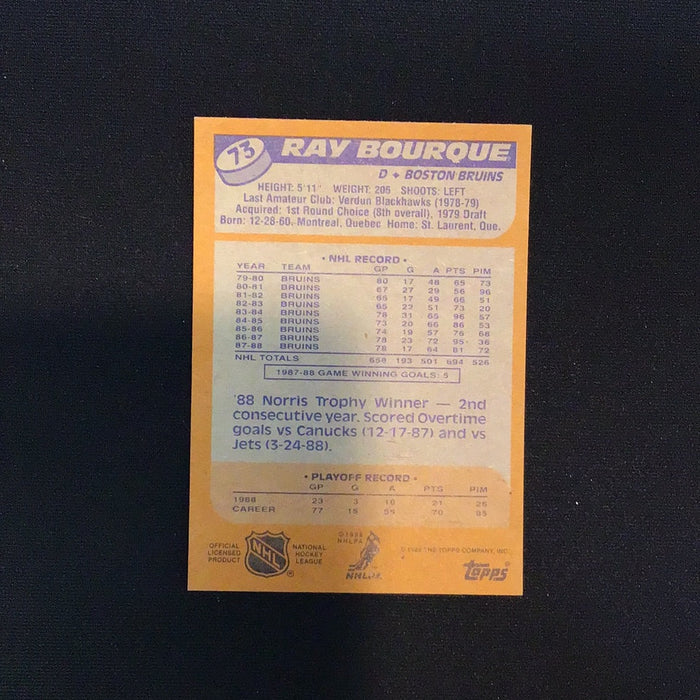 73 RAY BOURQUE
D ✦ BOSTON BRUINS
HEIGHT: 5'11" WEIGHT: 205 SHOOTS: LEFT
Last Amateur Club: Verdun Blackhawks (1978-79)
Acquired: 1st Round Choice (8th overall), 1979 Draft
Born: 12-28-60, Montreal, Quebec Home: St. Laurent, Que.
• NHL RECORD •
YEAR TEAM GP G A PTS PIM
79-80 BRUINS 80 17 48 65 73
80-81 BRUINS 67 27 29 56 96
81-82 BRUINS 65 17 49 66 51
82-83 BRUINS 65 22 51 73 20
83-84 BRUINS 78 31 65 96 57
84-85 BRUINS 73 20 66 86 53
85-86 BRUINS 74 19 57 76 68
86-87 BRUINS 78 23 72 95• 36
87-88 BRUINS 78 17 64 81 72
NHL TOTALS 658 193 501 694 526
1987-88 GAME WINNING GOALS: 5
'88 Norris Trophy Winner — 2nd
consecutive year. Scored Overtime
goals vs Canucks (12-17-87) and vs
Jets (3-24-88).
• PLAYOFF RECORD •
GP G A PTS PIM
1988 23 3 18 21 26
CAREER 77 15 55 70 85
OFFICIAL
LICENSED
PRODUCT
NHL
®
NATIONAL
HOCKEY
LEAGUE
© 1988
NHLPA
NHLPA
© 1988 THE TOPPS COMPANY, INC.
topps®